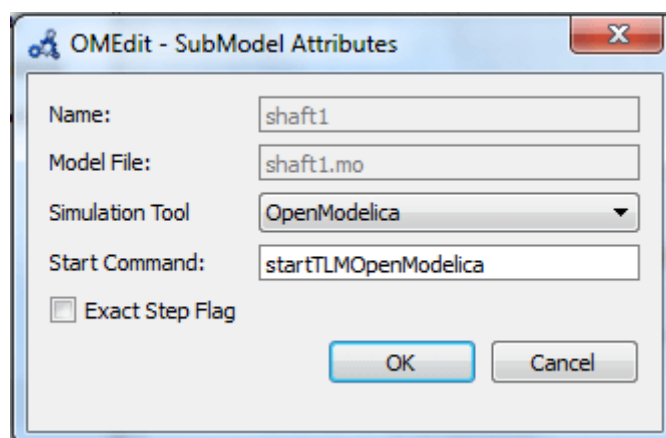 OMEdit - SubModel Attributes
Name: shaft1
Model File: shaft1.mo
Simulation Tool OpenModelica
Start Command: startTLMOpenModelica
Exact Step Flag
OK Cancel